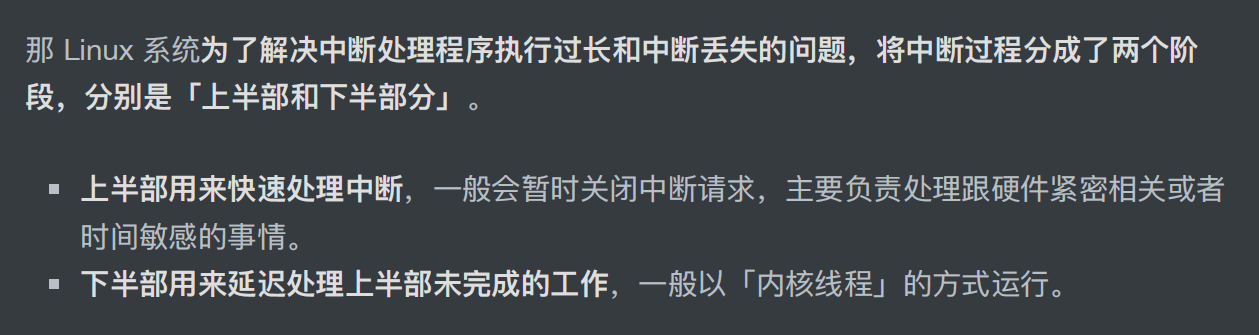 那 Linux 系统为了解决中断处理程序执行过长和中断丢失的问题，将中断过程分成了两个阶
段，分别是「上半部和下半部分」。
上半部用来快速处理中断，一般会暂时关闭中断请求，主要负责处理跟硬件紧密相关或者
时间敏感的事情。
下半部用来延迟处理上半部未完成的工作，一般以「内核线程」的方式运行。